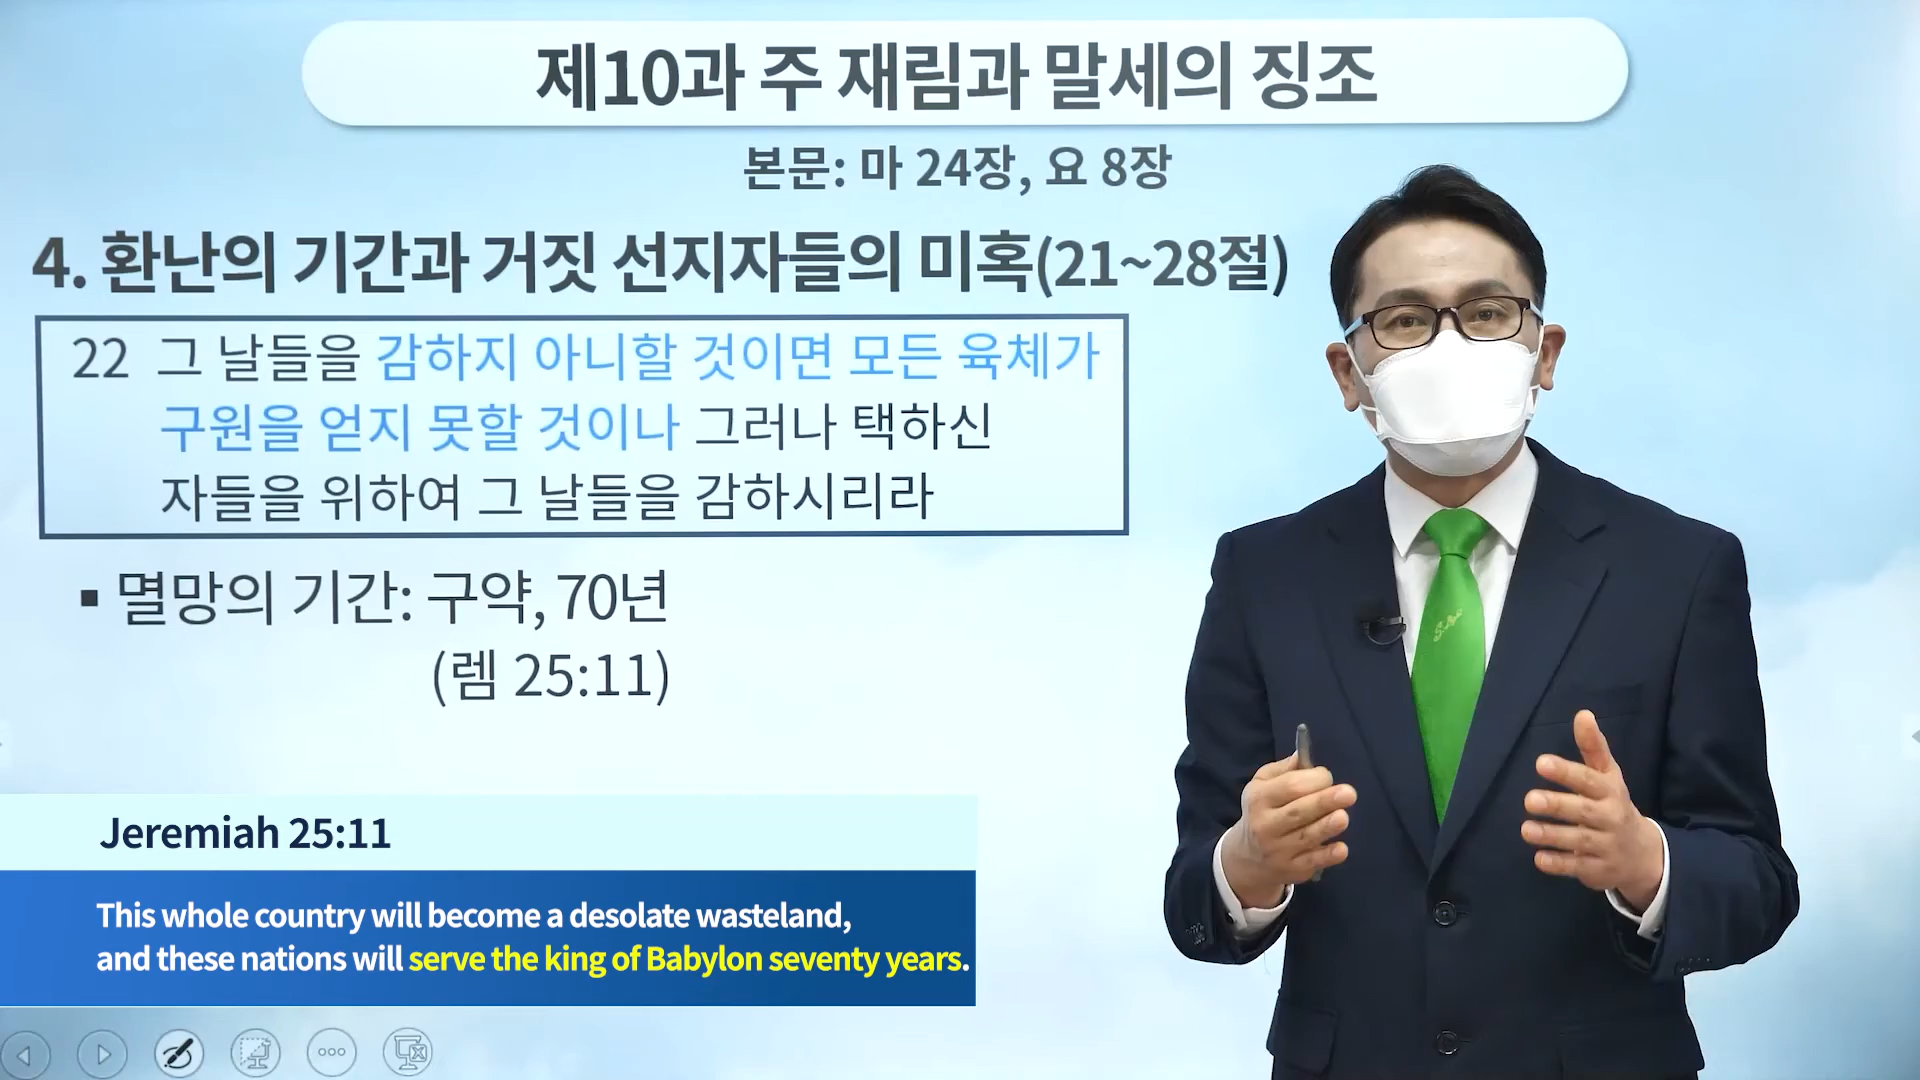 제10과 주 재림과 말세의 징조
본문: 마 24장, 요 8장
4. 환난의 기간과 거짓 선지자들의 미혹(21~28절)
22 그 날들을 감하지 아니할 것이면 모든 육체가
구원을 얻지 못할 것이나 그러나 택하신
자들을 위하여 그 날들을 감하시리라
▪ 멸망의 기간: 구약, 70년
(렘 25:11)
Jeremiah 25:11
This whole country will become a desolate wasteland,
and these nations will serve the king of Babylon seventy years.